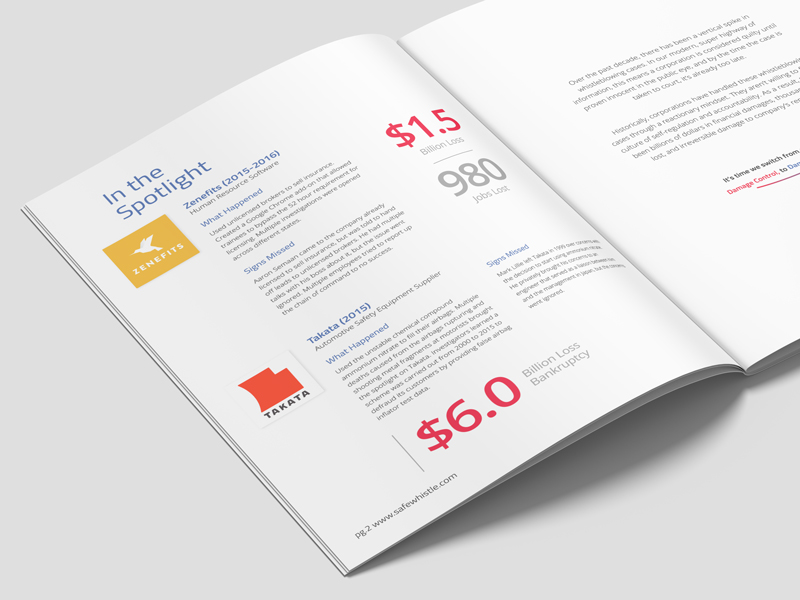 In the
Spotlight
ZENEFITS
Zenefits (2015-2016)
Human Resource Software
What Happened
Used unlicensed brokers to sell insurance.
Created a Google Chrome add-on that allowed
trainees to bypass the 52 hour requirement for
licensing. Multiple investigations were opened
across different states.
Signs Missed
Aaron Semaan came to the company already
licensed to sell insurance, but was told to hand
off leads to unlicensed brokers. He had multiple
talks with his boss about it, but the issue went
ignored. Multiple employees tried to report up
the chain of command to no success.
$1.5
Billion Loss
980
Jobs Lost
TAKATA
Takata (2015)
Automotive Safety Equipment Supplier
What Happened
Used the unstable chemical compound
ammonium nitrate to fill their airbags. Multiple
deaths caused from the airbags rupturing and
shooting metal fragments at motorists brought
the spotlight on Takata. Investigators learned a
scheme was carried out from 2000 to 2015 to
defraud its customers by providing false airbag
inflator test data.
Signs Missed
Mark Lillie left Takata in 1999 over concerns
the decision to start using ammonium nitrate.
He privately brought his concerns to a
engineer that served as a liaison between
and the management in Japan, but the concerns
went ignored.
$6.0
Billion Loss
Bankruptcy
pg.2 www.safewhistle.com
Over the past decade, there has been a vertical spike in
whistleblowing cases. In our modern, super highway of
information, this means a corporation is considered guilty until
proven innocent in the public eye, and by the time the case is
taken to court, it's already too late.
Historically, corporations have handled these whistleblowing
cases through a reactionary mindset. They aren't willing to
culture of self-regulation and accountability. As a result,
been billions of dollars in financial damages,
lost, and irreversible damage to company's
It's time we switch from
Damage Control, to